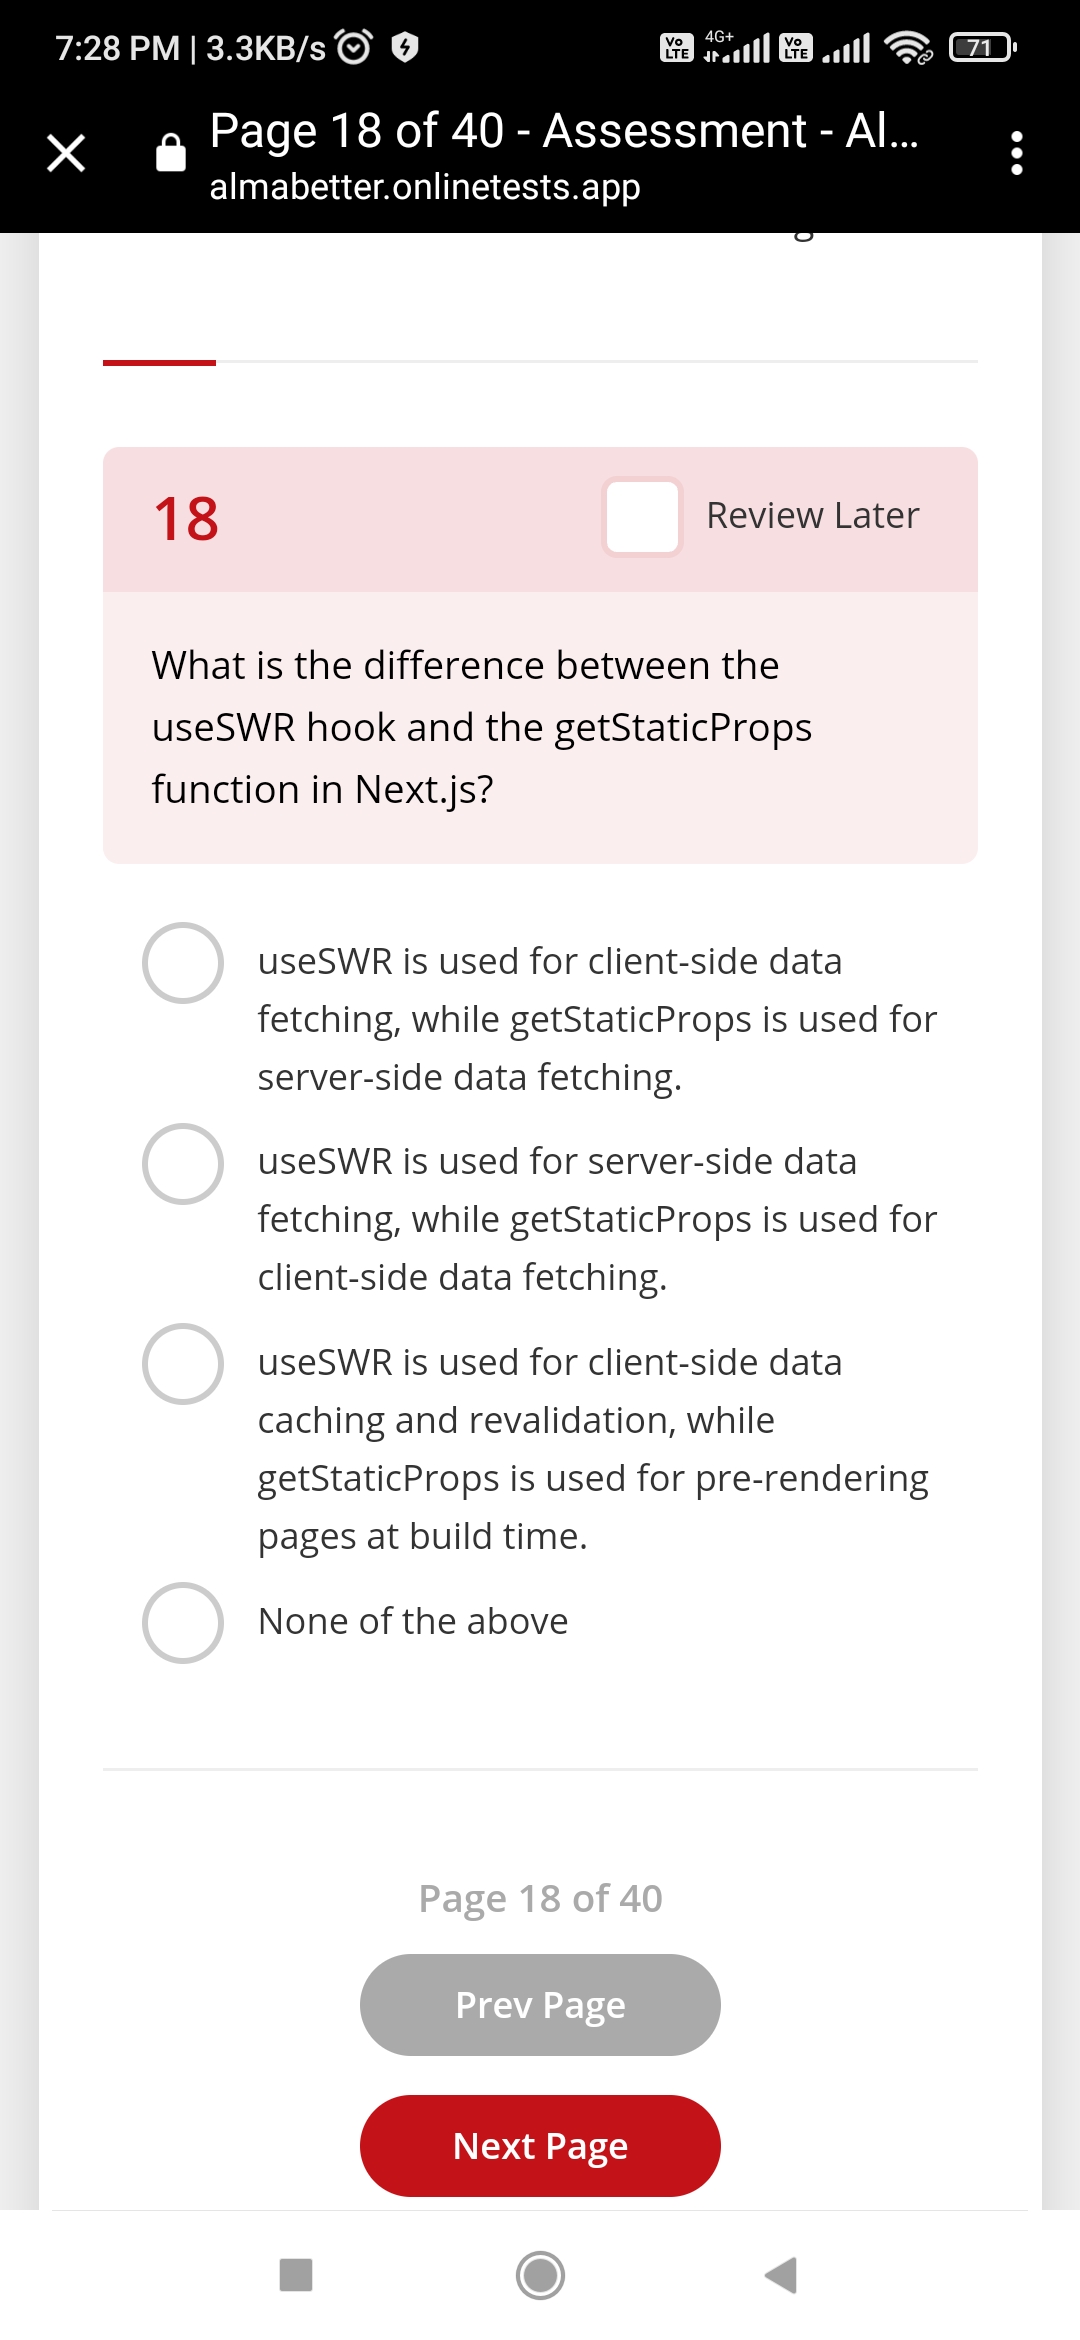 7:28 PM | 3.3KB/s
Vo LTE 4G+ Vo LTE 71
Page 18 of 40 - Assessment - Al...
almabetter.onlinetests.app
18
Review Later
What is the difference between the
useSWR hook and the getStaticProps
function in Next.js?
useSWR is used for client-side data
fetching, while getStaticProps is used for
server-side data fetching.
useSWR is used for server-side data
fetching, while getStaticProps is used for
client-side data fetching.
useSWR is used for client-side data
caching and revalidation, while
getStaticProps is used for pre-rendering
pages at build time.
None of the above
Page 18 of 40
Prev Page
Next Page